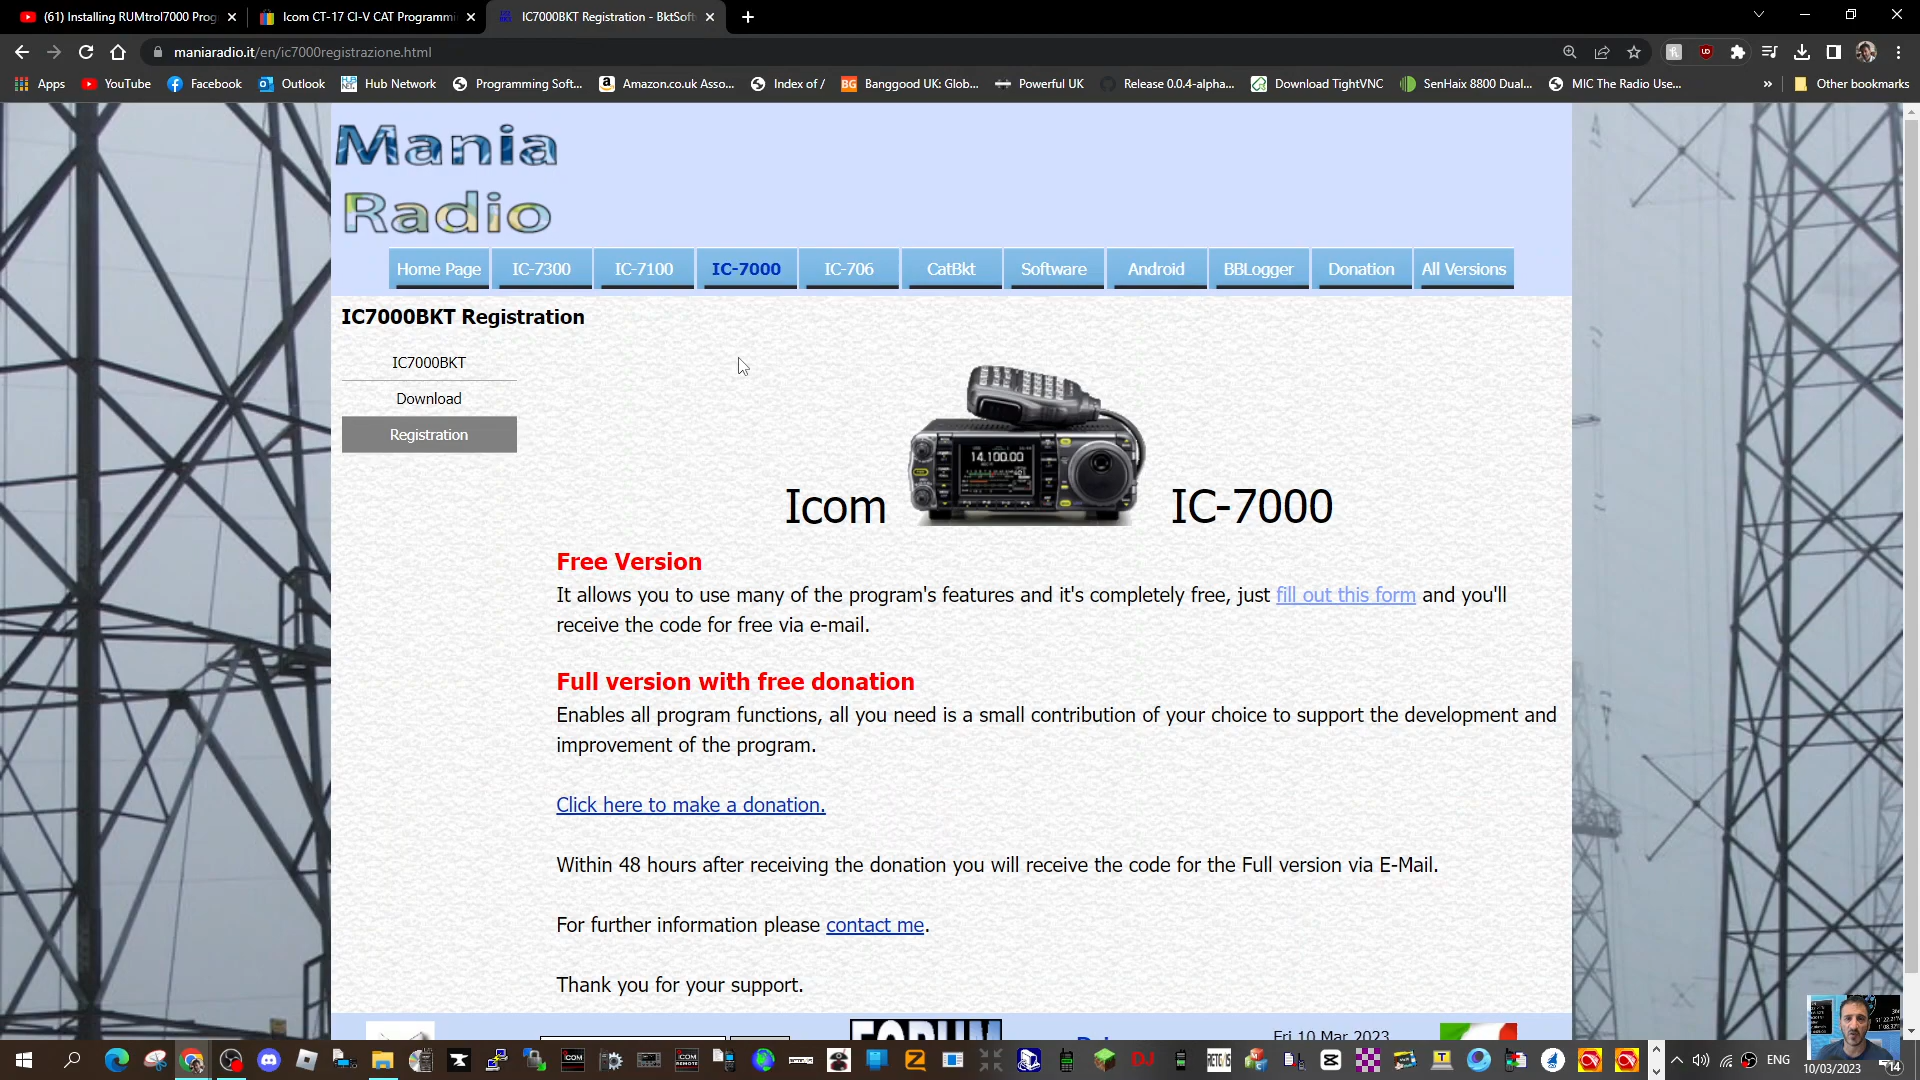 (61) Installing RUMtrol7000 Prog
Icom CT-17 CI-V CAT Programmi
IC7000BKT Registration - BktSoft
maniaradio.it/en/ic7000registrazione.html
Apps
YouTube
Facebook
Outlook
Hub Network
Programming Soft...
Amazon.co.uk Asso...
Index of /
BG Banggood UK: Glob...
Powerful UK
Release 0.0.4-alpha...
Download TightVNC
SenHaix 8800 Dual...
MIC The Radio Use...
»
Other bookmarks
Mania
Radio
Home Page
IC-7300
IC-7100
IC-7000
IC-706
CatBkt
Software
Android
BBLogger
Donation
All Versions
IC7000BKT Registration
IC7000BKT
Download
Registration
14.100.00
Icom IC-7000
Free Version
It allows you to use many of the program's features and it's completely free, just fill out this form and you'll
receive the code for free via e-mail.
Full version with free donation
Enables all program functions, all you need is a small contribution of your choice to support the development and
improvement of the program.
Click here to make a donation.
Within 48 hours after receiving the donation you will receive the code for the Full version via E-Mail.
For further information please contact me.
Thank you for your support.
FORUM
Fri 10 Mar 2023
ENG
10/03/2023
14